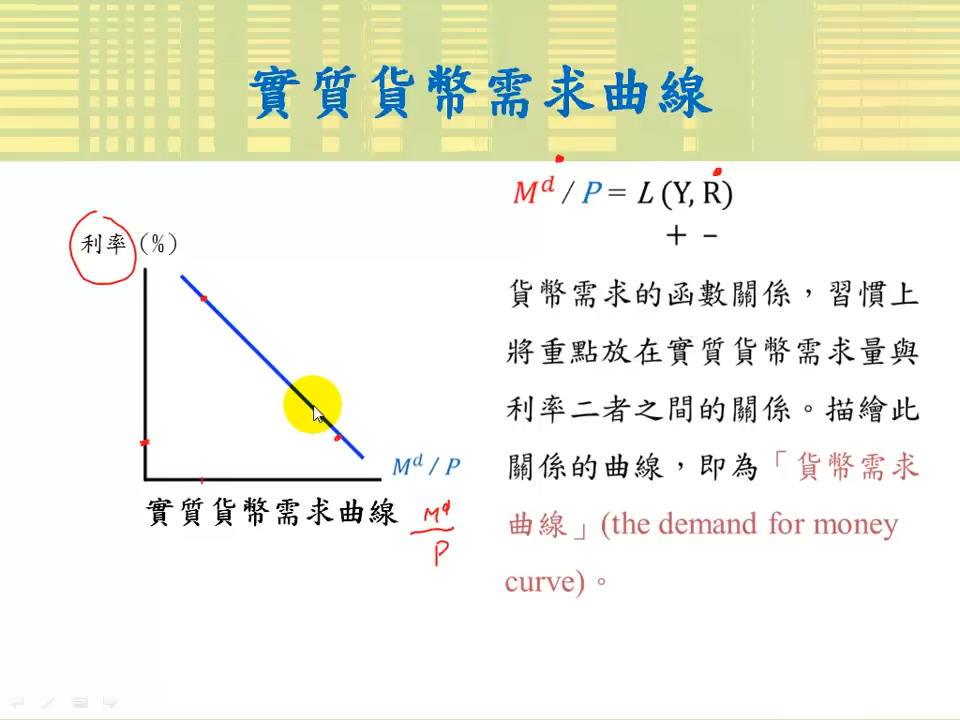 實質貨幣需求曲線
M^d / P = L (Y, R)
+ −
利率（%）
貨幣需求的函數關係，習慣上
將重點放在實質貨幣需求量與
利率二者之間的關係。描繪此
關係的曲線，即為「貨幣需求
曲線」(the demand for money
curve)。
M^d / P
實質貨幣需求曲線
M^d
P